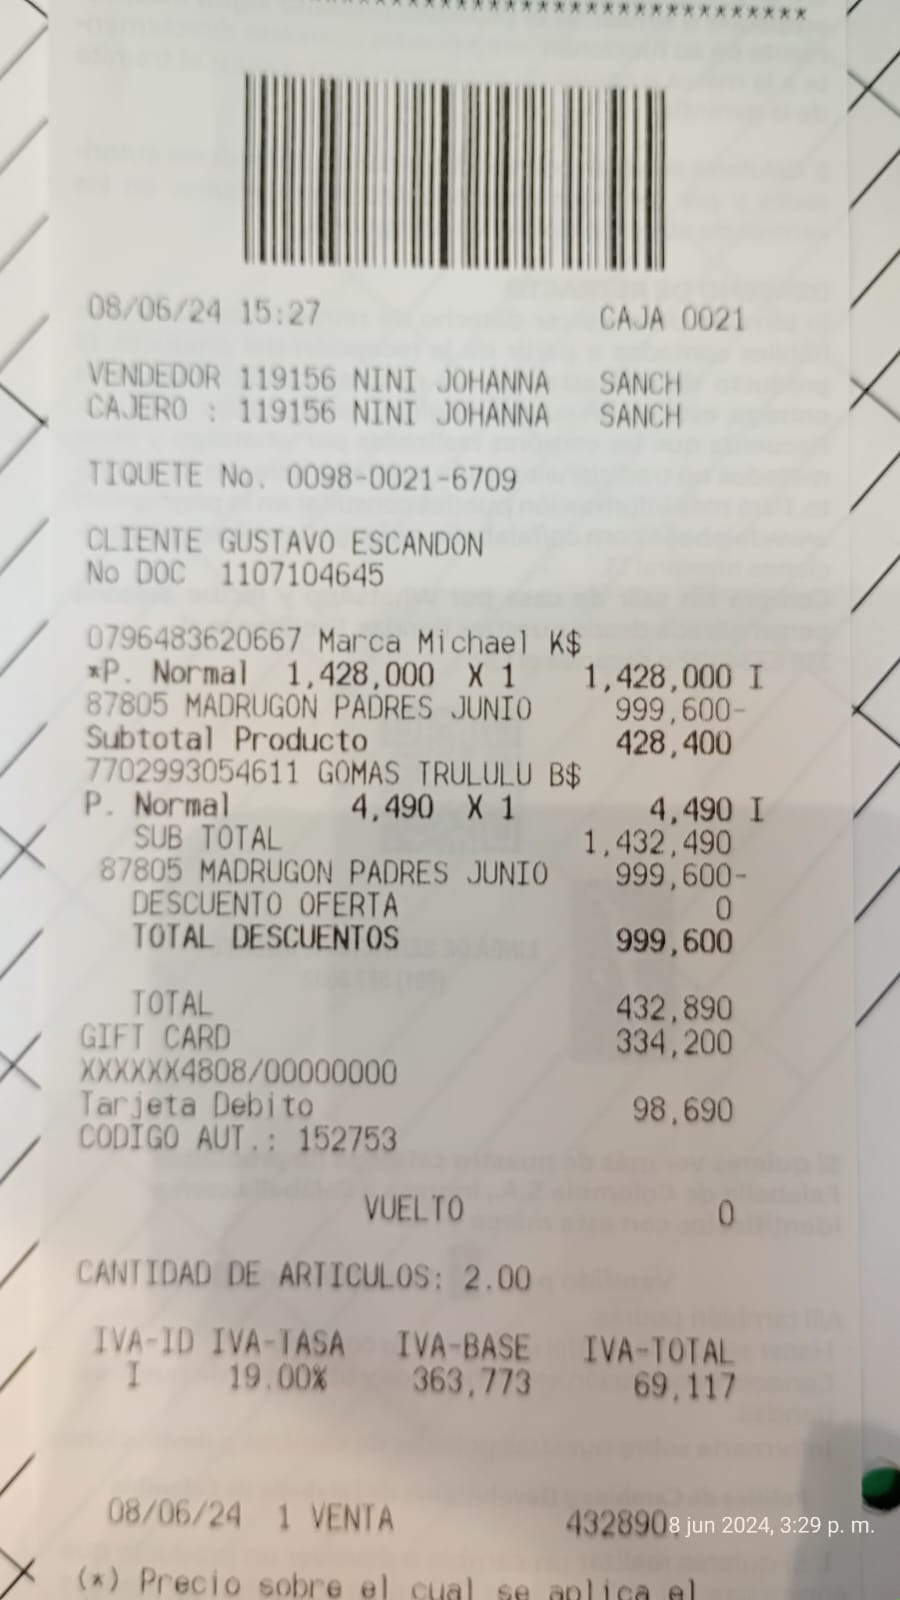 ****************************************
08/06/24 15:27 CAJA 0021
VENDEDOR 119156 NINI JOHANNA SANCH
CAJERO : 119156 NINI JOHANNA SANCH
TIQUETE No. 0098-0021-6709
CLIENTE GUSTAVO ESCANDON
No DOC 1107104645
0796483620667 Marca Michael K$
*P. Normal 1,428,000 X 1 1,428,000 I
87805 MADRUGON PADRES JUNIO 999,600-
Subtotal Producto 428,400
7702993054611 GOMAS TRULULU B$
P. Normal 4,490 X 1 4,490 I
SUB TOTAL 1,432,490
87805 MADRUGON PADRES JUNIO 999,600-
DESCUENTO OFERTA 0
TOTAL DESCUENTOS 999,600
TOTAL 432,890
GIFT CARD 334,200
XXXXXX4808/00000000
Tarjeta Debito 98,690
CODIGO AUT.: 152753
VUELTO 0
CANTIDAD DE ARTICULOS: 2.00
IVA-ID IVA-TASA IVA-BASE IVA-TOTAL
I 19.00% 363,773 69,117
08/06/24 1 VENTA 432890
8 jun 2024, 3:29 p. m.
(*) Precio sobre el cual se aplica el